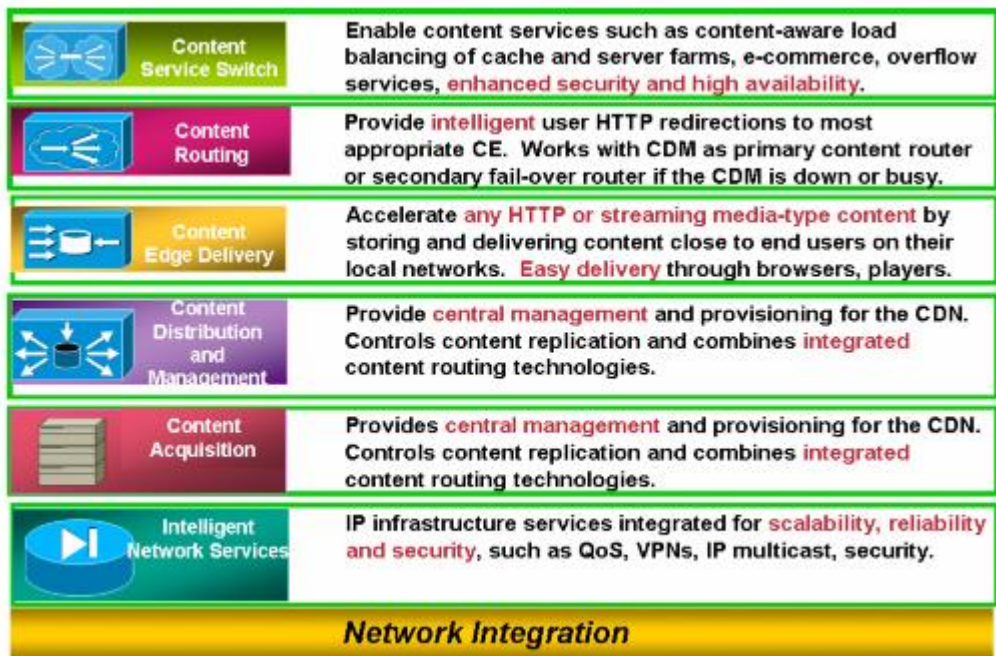 Content
Service Switch
Enable content services such as content-aware load
balancing of cache and server farms, e-commerce, overflow
services, enhanced security and high availability.
Content
Routing
Provide intelligent user HTTP redirections to most
appropriate CE.  Works with CDM as primary content router
or secondary fail-over router if the CDM is down or busy.
Content
Edge Delivery
Accelerate any HTTP or streaming media-type content by
storing and delivering content close to end users on their
local networks.  Easy delivery through browsers, players.
Content
Distribution
and
Management
Provide central management and provisioning for the CDN.
Controls content replication and combines integrated
content routing technologies.
Content
Acquisition
Provides central management and provisioning for the CDN.
Controls content replication and combines integrated
content routing technologies.
Intelligent
Network Services
IP infrastructure services integrated for scalability, reliability
and security, such as QoS, VPNs, IP multicast, security.
Network Integration